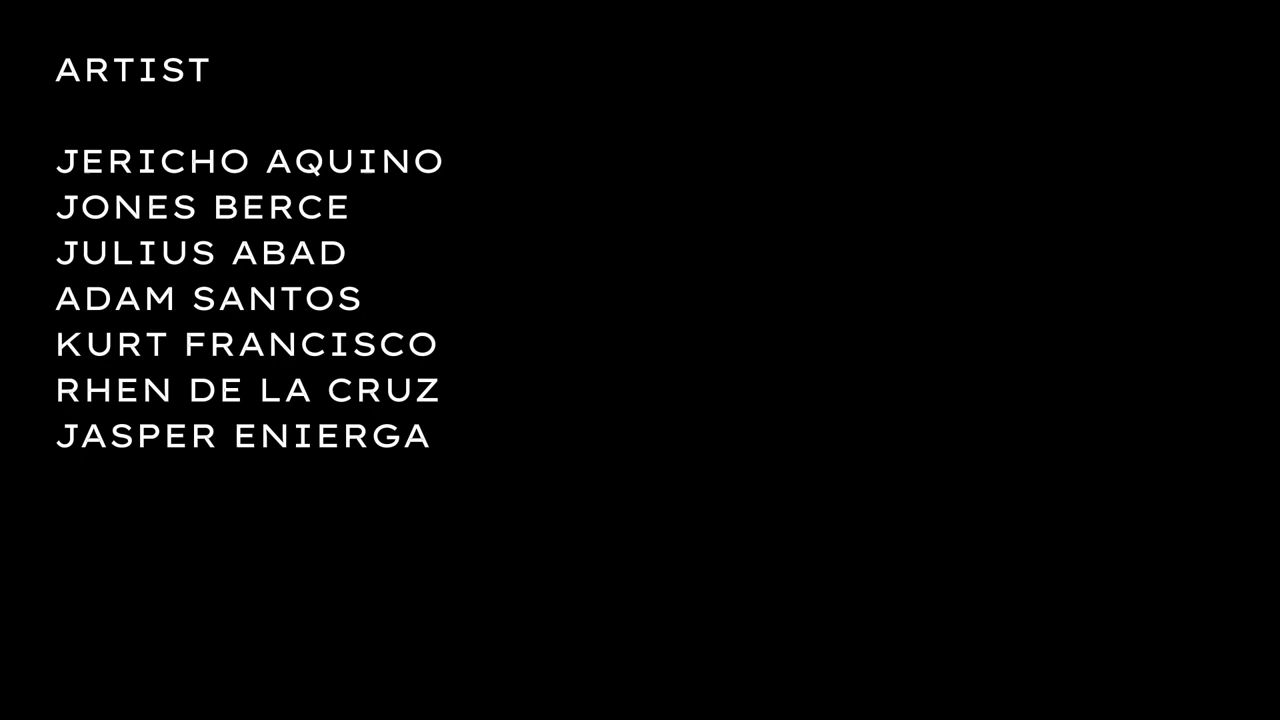 ARTIST
JERICHO AQUINO
JONES BERCE
JULIUS ABAD
ADAM SANTOS
KURT FRANCISCO
RHEN DE LA CRUZ
JASPER ENIERGA